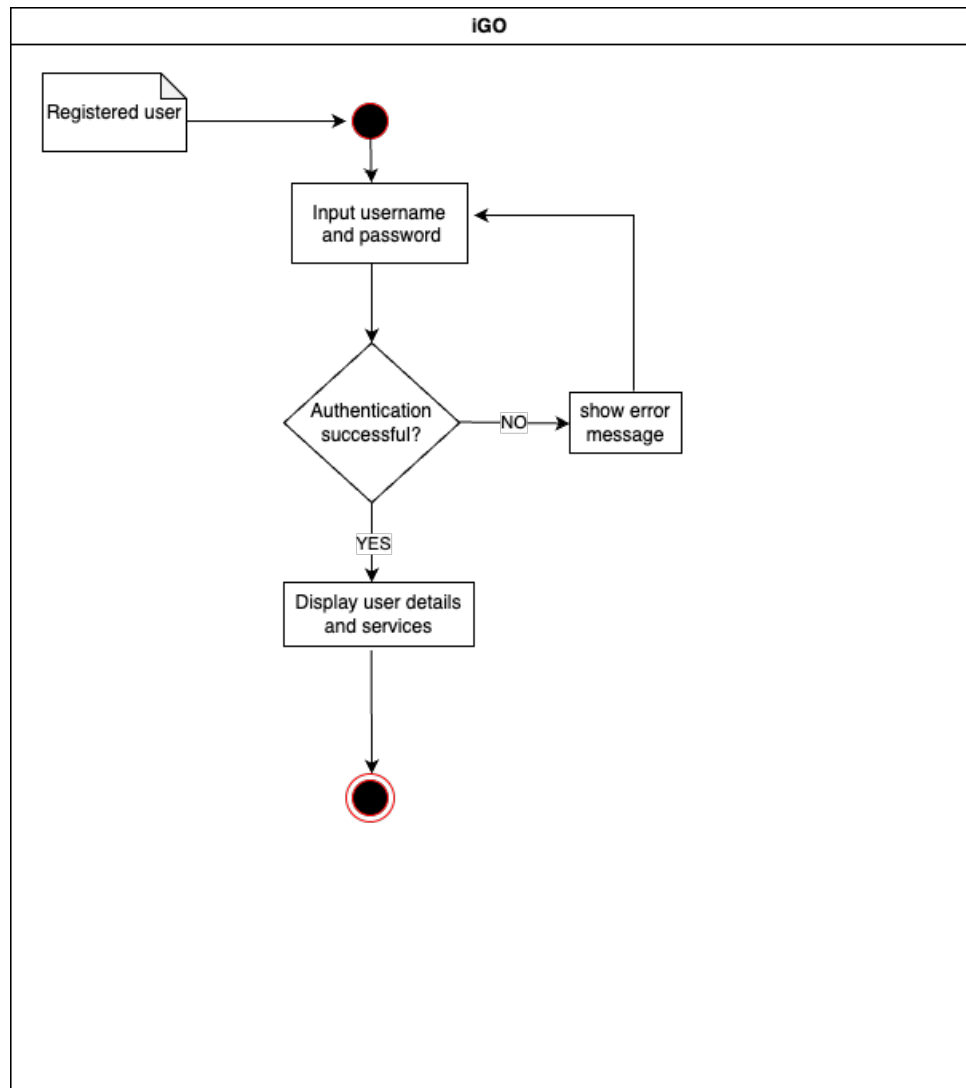 iGO
Registered user
Input username
and password
Authentication
successful?
NO
show error
message
YES
Display user details
and services